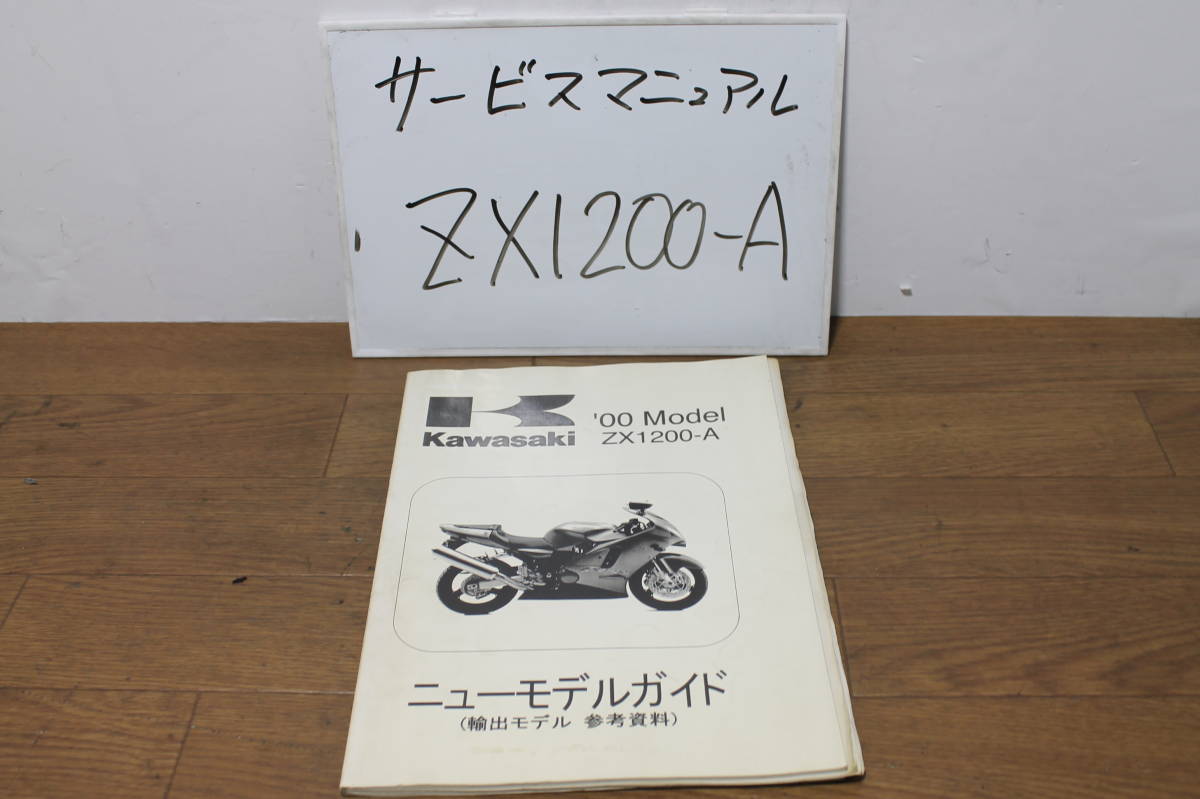 サービスマニュアル
ZX1200-A
Kawasaki
'00 Model
ZX1200-A
ニューモデルガイド
(輸出モデル 参考資料)